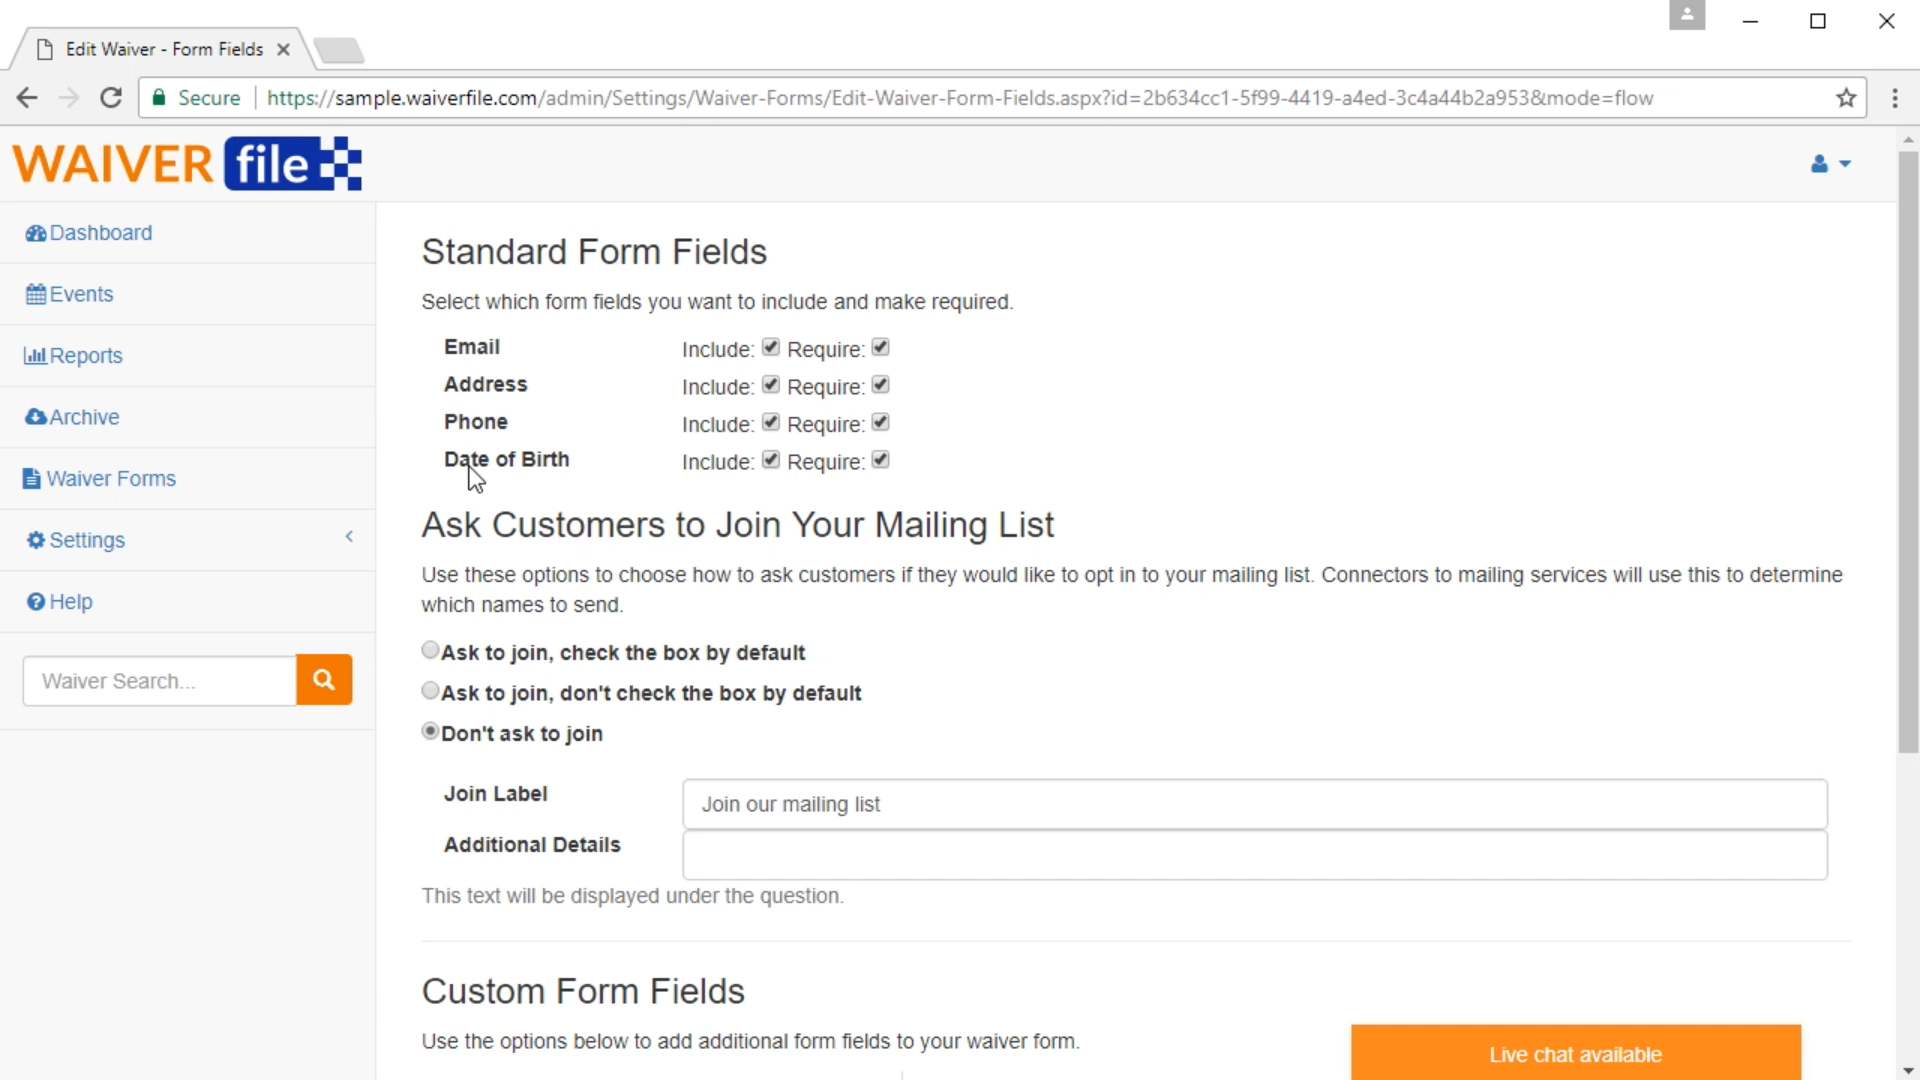 Edit Waiver - Form Fields
Secure https://sample.waiverfile.com/admin/Settings/Waiver-Forms/Edit-Waiver-Form-Fields.aspx?id=2b634cc1-5f99-4419-a4ed-3c4a44b2a953&mode=flow
WAIVER file
Dashboard
Events
Reports
Archive
Waiver Forms
Settings
Help
Waiver Search...
Standard Form Fields
Select which form fields you want to include and make required.
Email Include: Require:
Address Include: Require:
Phone Include: Require:
Date of Birth Include: Require:
Ask Customers to Join Your Mailing List
Use these options to choose how to ask customers if they would like to opt in to your mailing list. Connectors to mailing services will use this to determine
which names to send.
Ask to join, check the box by default
Ask to join, don't check the box by default
Don't ask to join
Join Label Join our mailing list
Additional Details
This text will be displayed under the question.
Custom Form Fields
Use the options below to add additional form fields to your waiver form.
Live chat available